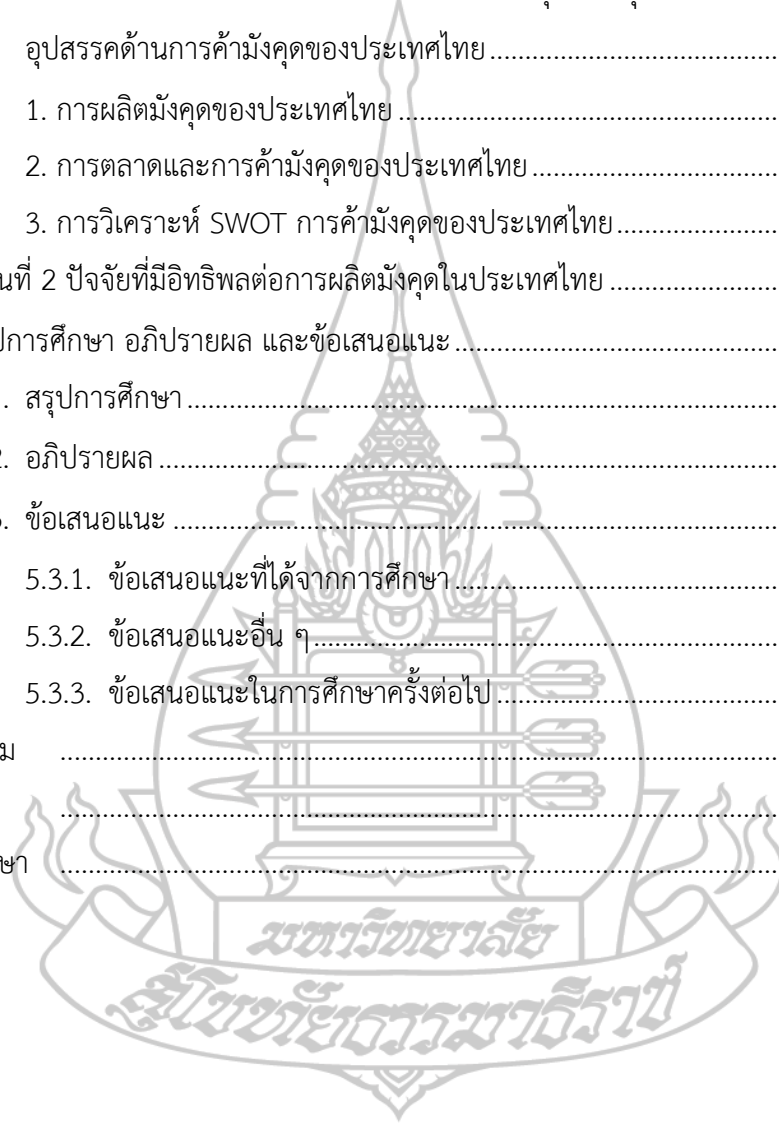 อุปสรรคด้านการค้ามังคุดของประเทศไทย
1. การผลิตมังคุดของประเทศไทย
2. การตลาดและการค้ามังคุดของประเทศไทย
3. การวิเคราะห์ SWOT การค้ามังคุดของประเทศไทย
2 ปัจจัยที่มีอิทธิพลต่อการผลิตมังคุดในประเทศไทย
การศึกษา อภิปรายผล และข้อเสนอแนะ
สรุปการศึกษา
อภิปรายผล
ข้อเสนอแนะ
5.3.1. ข้อเสนอแนะที่ได้จากการศึกษา
5.3.2. ข้อเสนอแนะอื่น ๆ
5.3.3. ข้อเสนอแนะในการศึกษาครั้งต่อไป
มหาวิทยาลัย
สุโขทัยธรรมาธิราช